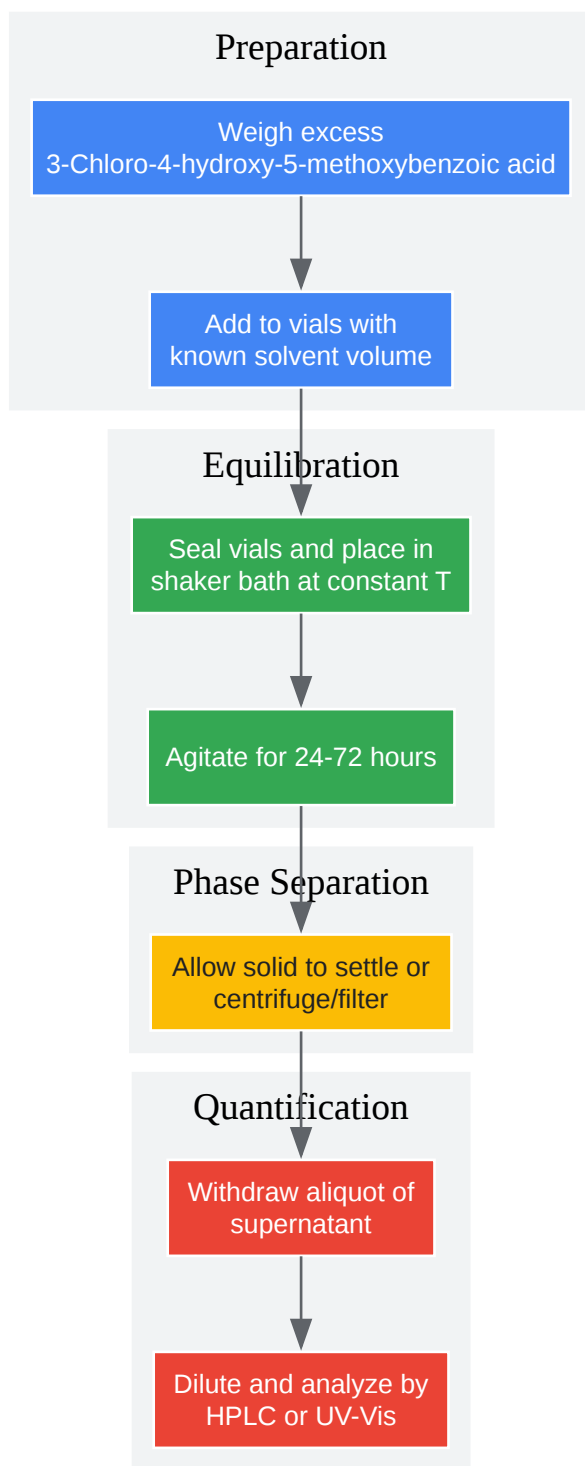 Preparation
Weigh excess
3-Chloro-4-hydroxy-5-methoxybenzoic acid
Add to vials with
known solvent volume
Equilibration
Seal vials and place in
shaker bath at constant T
Agitate for 24-72 hours
Phase Separation
Allow solid to settle or
centrifuge/filter
Quantification
Withdraw aliquot of
supernatant
Dilute and analyze by
HPLC or UV-Vis